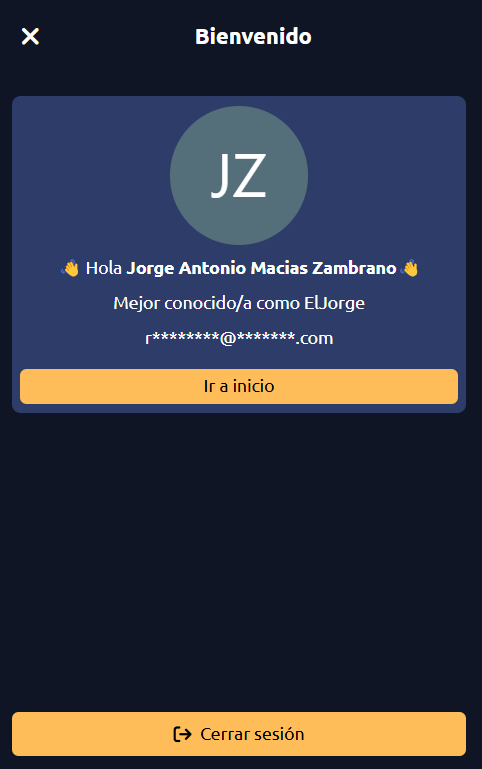 Bienvenido
JZ
👋 Hola Jorge Antonio Macias Zambrano 👋
Mejor conocido/a como ElJorge
r********@*******.com
Ir a inicio
Cerrar sesión